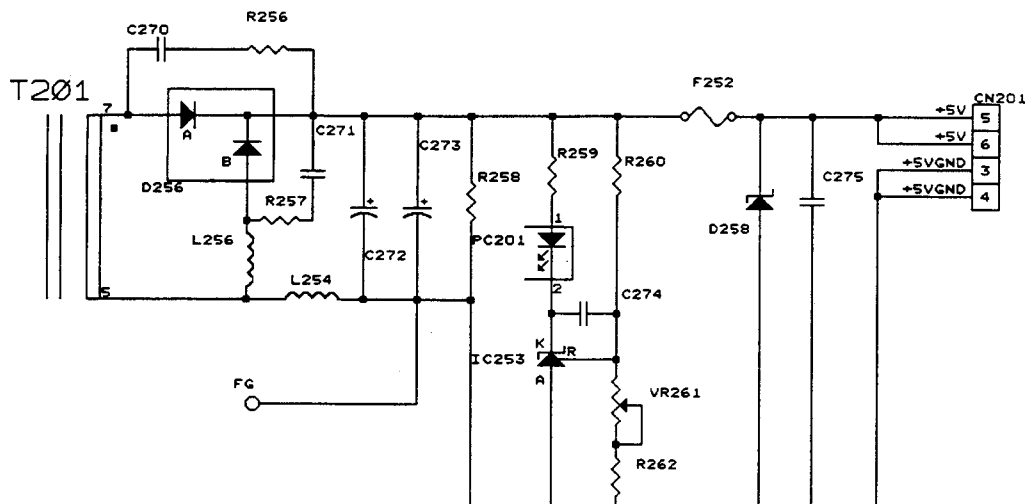 R256
C270
T201
7
F252
CN201
+5V
5
A
C271
C273
+5V
6
B
R259
R260
+5VGND
3
D256
R258
C275
+5VGND
4
R257
1
D258
L256
C272
PC201
L254
5
2
C274
K
R
IC253
A
FG
VR261
R262